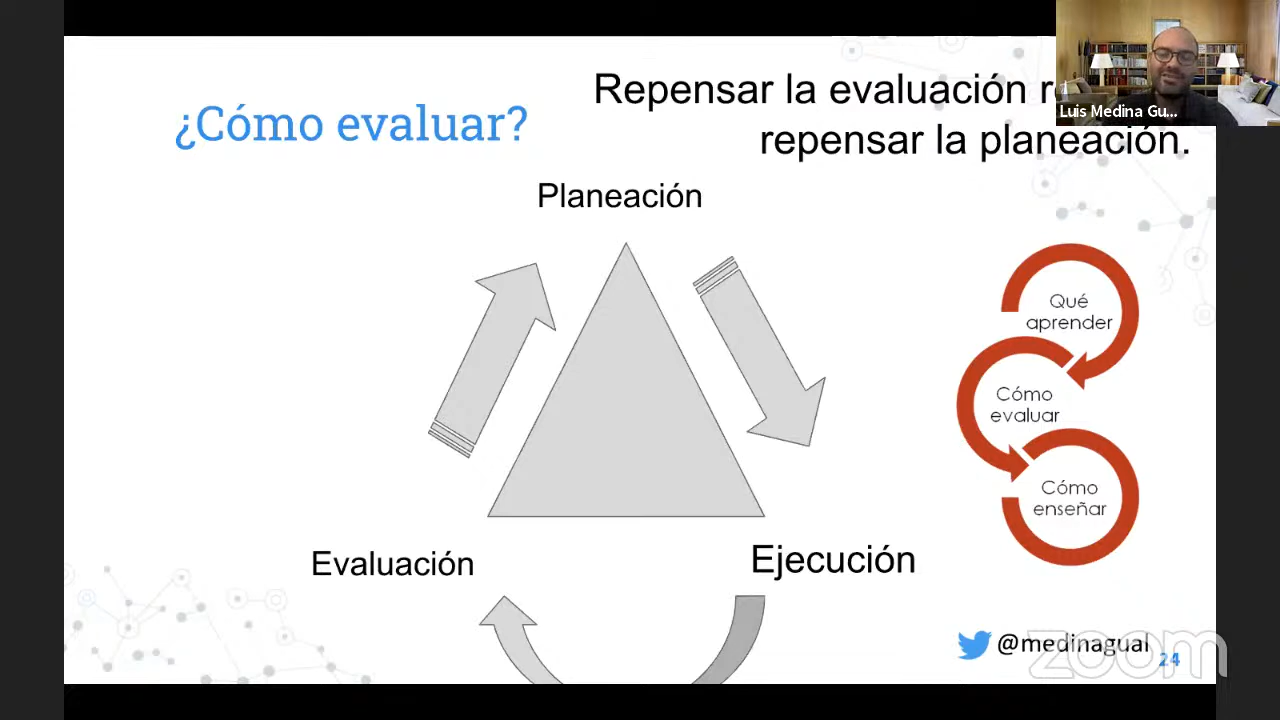 ¿Cómo evaluar?
Repensar la evaluación
repensar la planeación.
Luis Medina Gu...
Planeación
Qué
aprender
Cómo
evaluar
Cómo
enseñar
Evaluación
Ejecución
@medinagual
24
zoom